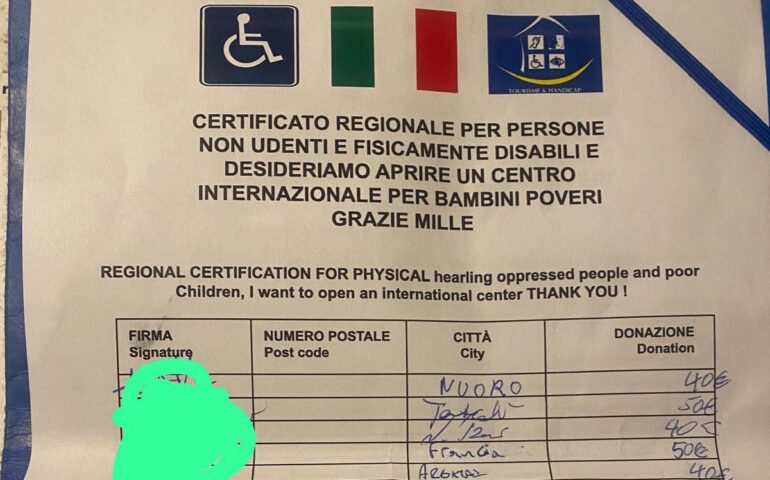 TOURISME & HANDICAP
CERTIFICATO REGIONALE PER PERSONE
NON UDENTI E FISICAMENTE DISABILI E
DESIDERIAMO APRIRE UN CENTRO
INTERNAZIONALE PER BAMBINI POVERI
GRAZIE MILLE
REGIONAL CERTIFICATION FOR PHYSICAL hearling oppressed people and poor
Children, I want to open an international center THANK YOU !
FIRMA NUMERO POSTALE CITTÀ DONAZIONE
Signature Post code City Donation
NUORO 40€
50€
40€
Francia 50€
40€